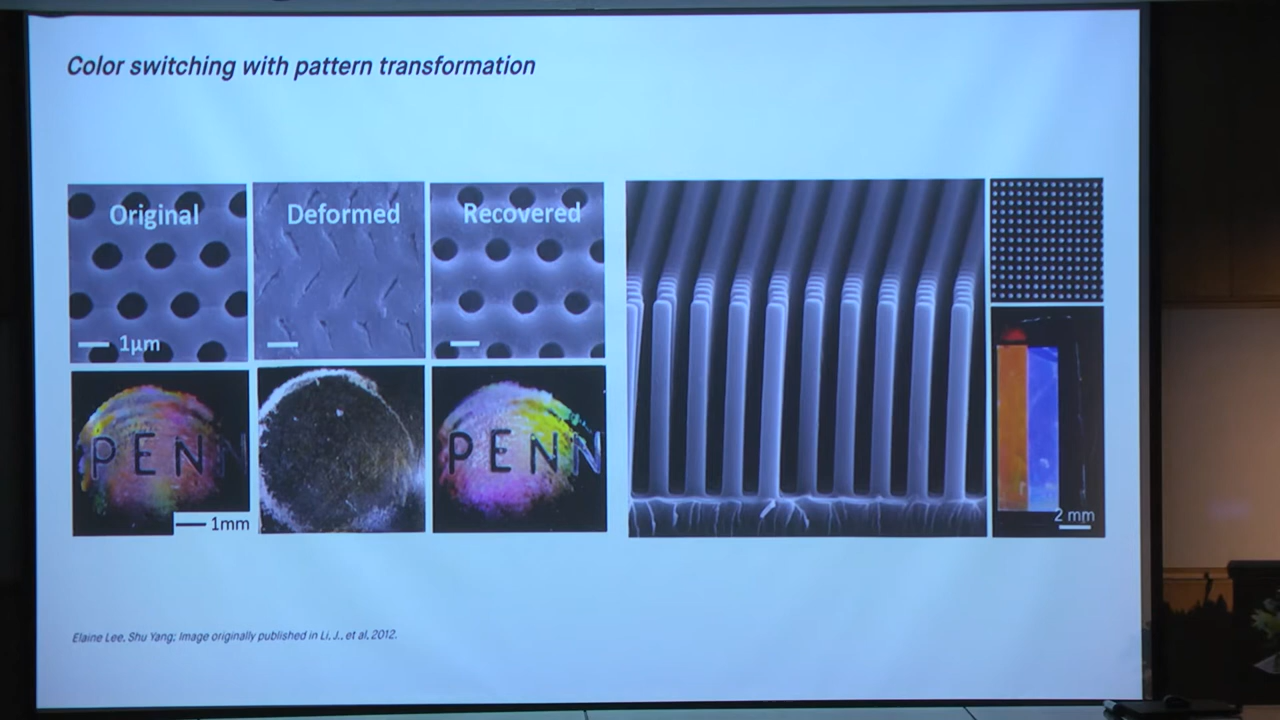 Color switching with pattern transformation
Original
Deformed
Recovered
1µm
PENN
PENN
1mm
2 mm
Elaine Lee, Shu Yang; Image originally published in Li, J., et al, 2012.